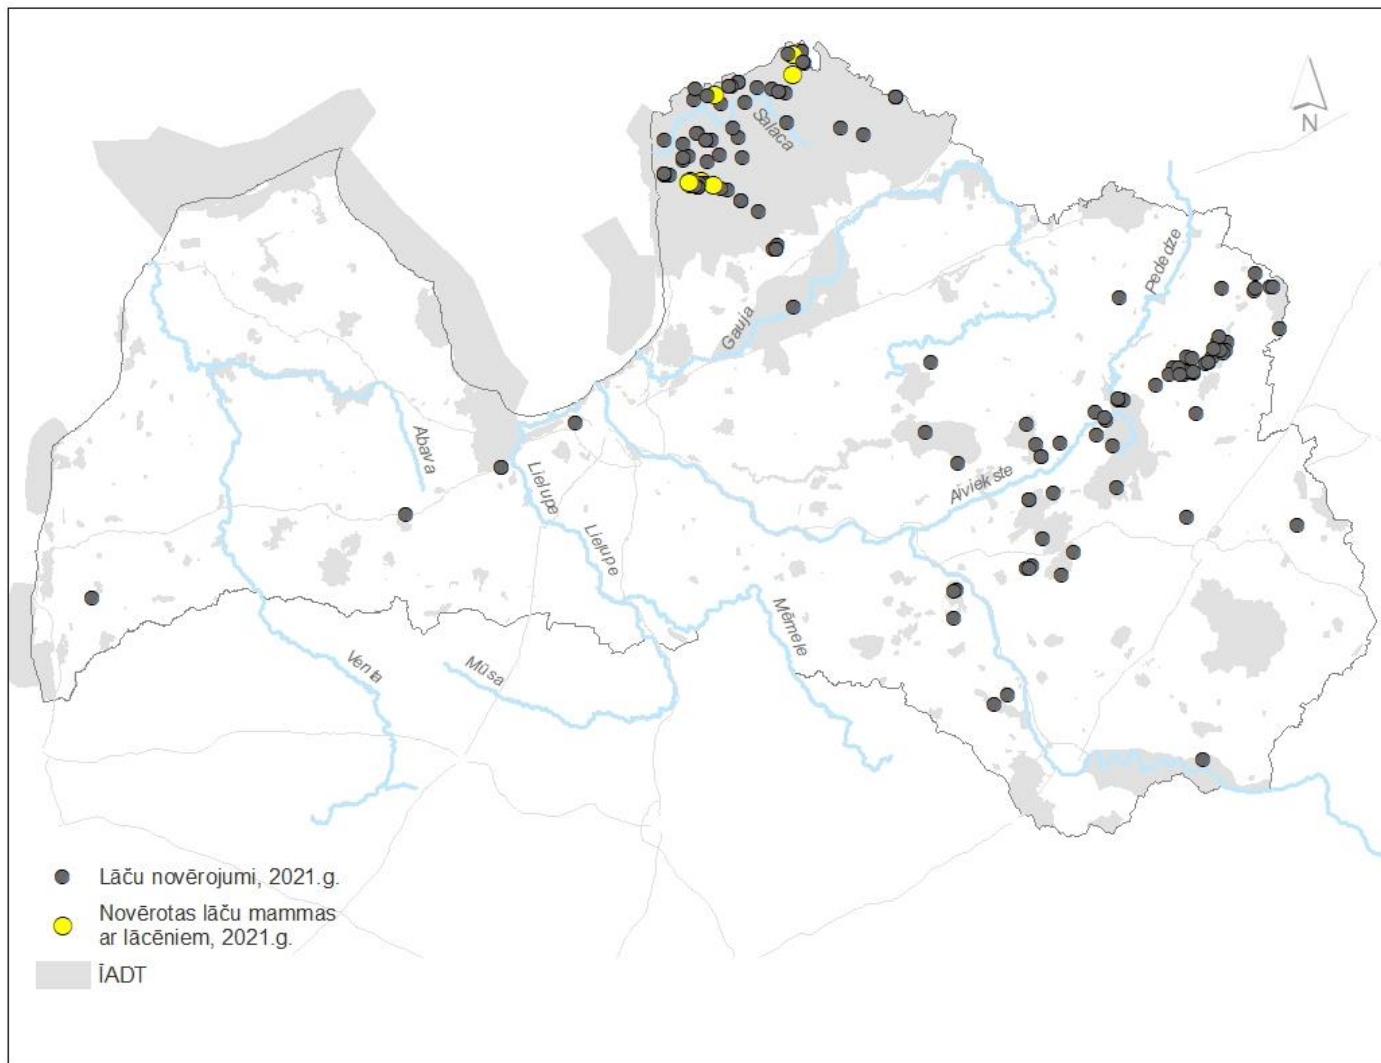 N
Salaca
Gauja
Pededze
Abava
Lielupe
Lielupe
Aiviekste
Mēmele
Venta
Mūsa
Lāču novērojumi, 2021.g.
Novērotas lāču mammas
ar lācēniem, 2021.g.
ĪADT